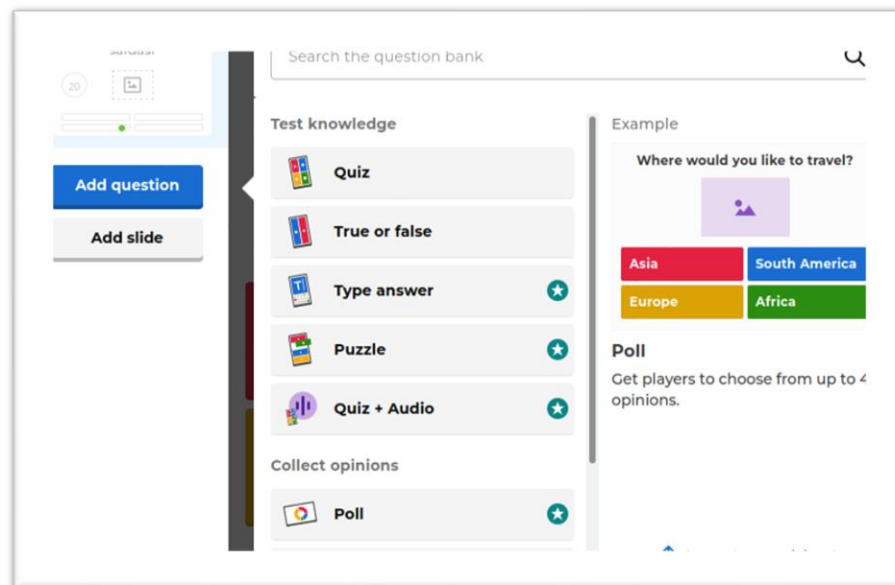 20
Add question
Add slide
Search the question bank
Test knowledge
Quiz
True or false
Type answer
Puzzle
Quiz + Audio
Collect opinions
Poll
Example
Where would you like to travel?
Asia
South America
Europe
Africa
Poll
Get players to choose from up to 4
opinions.